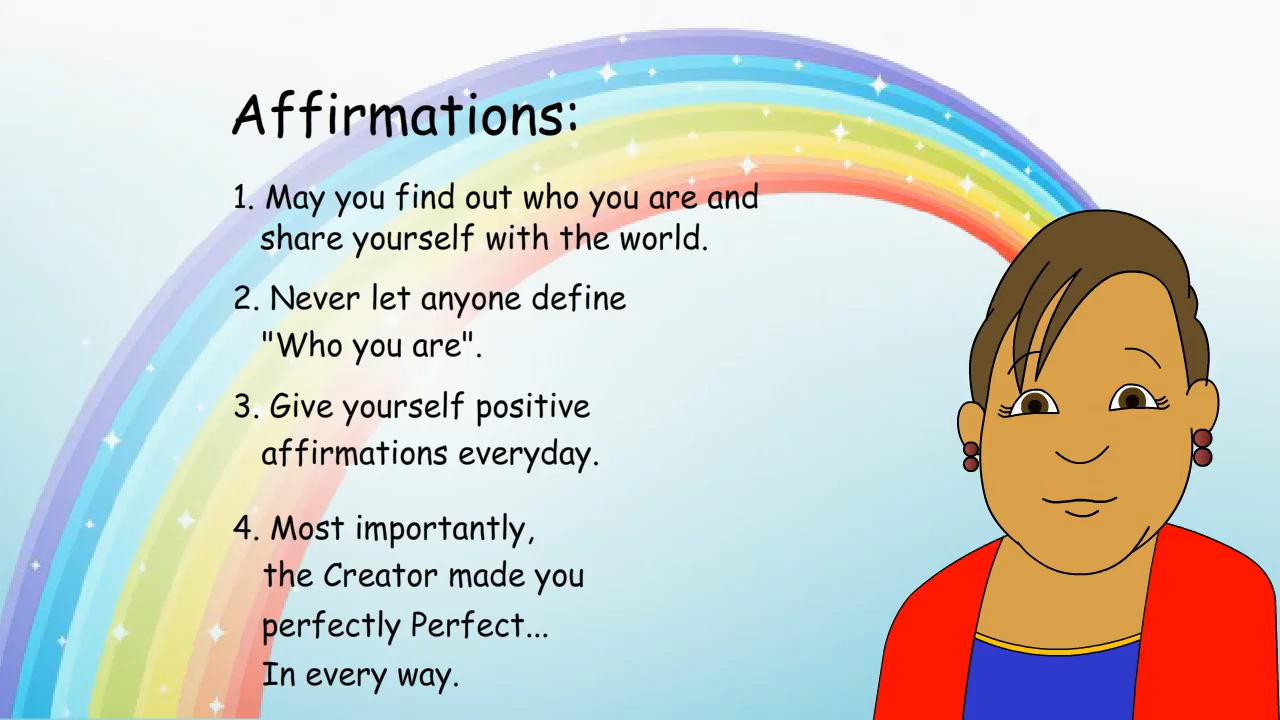 Affirmations:
1. May you find out who you are and
share yourself with the world.
2. Never let anyone define
"Who you are".
3. Give yourself positive
affirmations everyday.
4. Most importantly,
the Creator made you
perfectly Perfect...
In every way.